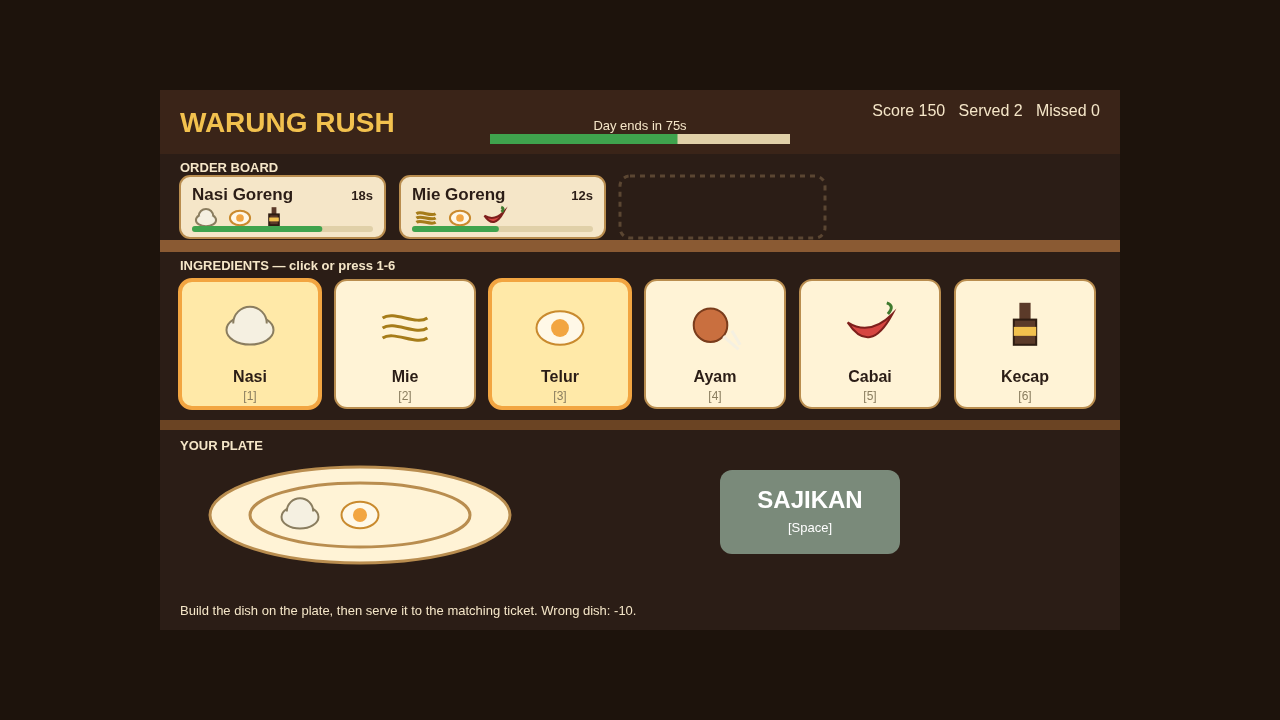 WARUNG RUSH
Day ends in 75s
Score 150 Served 2 Missed 0
ORDER BOARD
Nasi Goreng 18s
Mie Goreng 12s
INGREDIENTS — click or press 1-6
Nasi
[1]
Mie
[2]
Telur
[3]
Ayam
[4]
Cabai
[5]
Kecap
[6]
YOUR PLATE
SAJIKAN
[Space]
Build the dish on the plate, then serve it to the matching ticket. Wrong dish: -10.